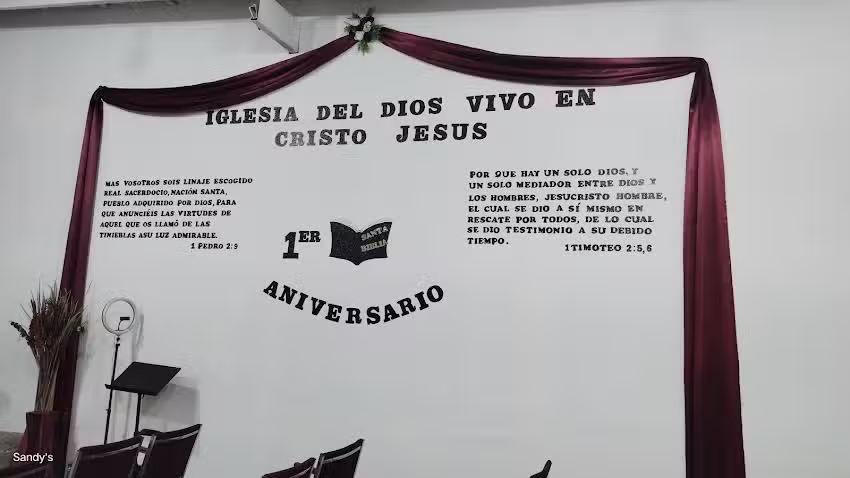 IGLESIA DEL DIOS VIVO EN
CRISTO JESUS
MAS VOSOTROS SOIS LINAJE ESCOGIDO
REAL SACERDOCIO, NACIÓN SANTA,
PUEBLO ADQUIRIDO POR DIOS, PARA
QUE ANUNCIÉIS LAS VIRTUDES DE
AQUEL QUE OS LLAMÓ DE LAS
TINIEBLAS ASU LUZ ADMIRABLE.
1 PEDRO 2:9
POR QUE HAY UN SOLO DIOS, Y
UN SOLO MEDIADOR ENTRE DIOS Y
LOS HOMBRES, JESUCRISTO HOMBRE,
EL CUAL SE DIO A SÍ MISMO EN
RESCATE POR TODOS, DE LO CUAL
SE DIO TESTIMONIO A SU DEBIDO
TIEMPO.
1 TIMOTEO 2:5,6
1ER
SANTA
BIBLIA
ANIVERSARIO
Sandy's